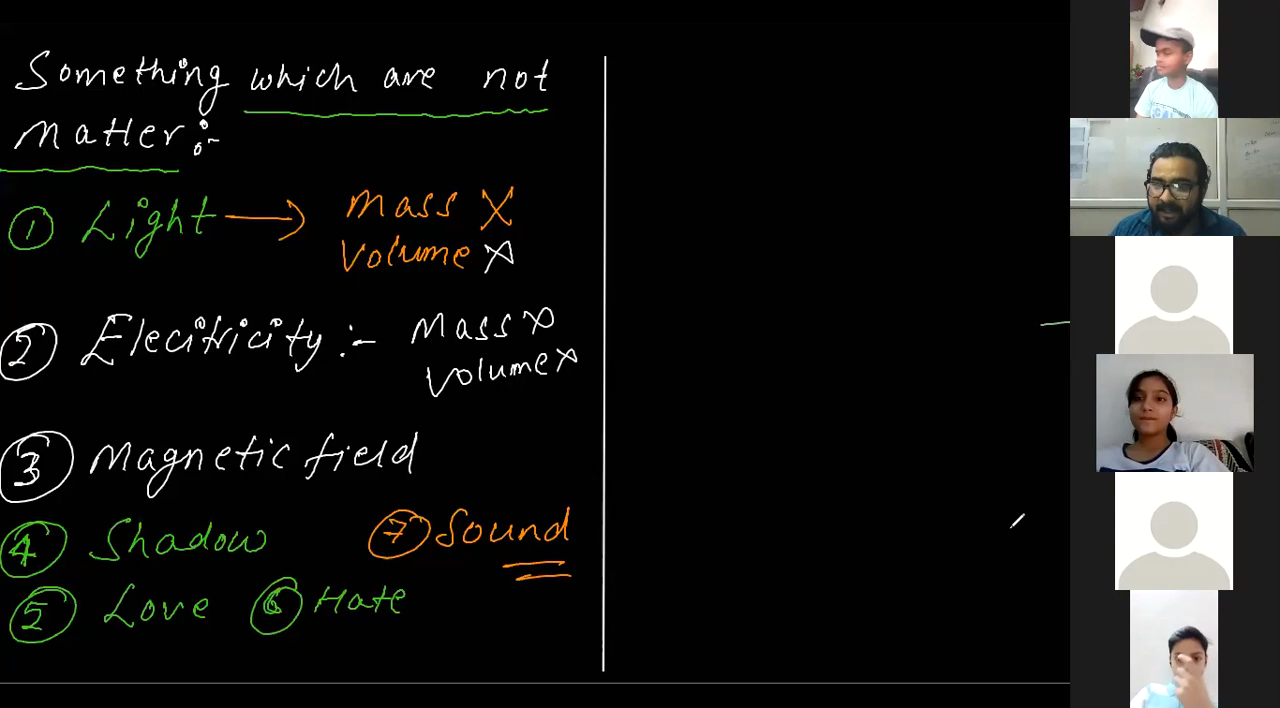 Something which are not
Matter :-
① Light → Mass X
Volume X
② Electricity :- Mass x
Volume x
③ Magnetic field
④ Shadow ⑦ Sound
⑤ Love ⑥ Hate